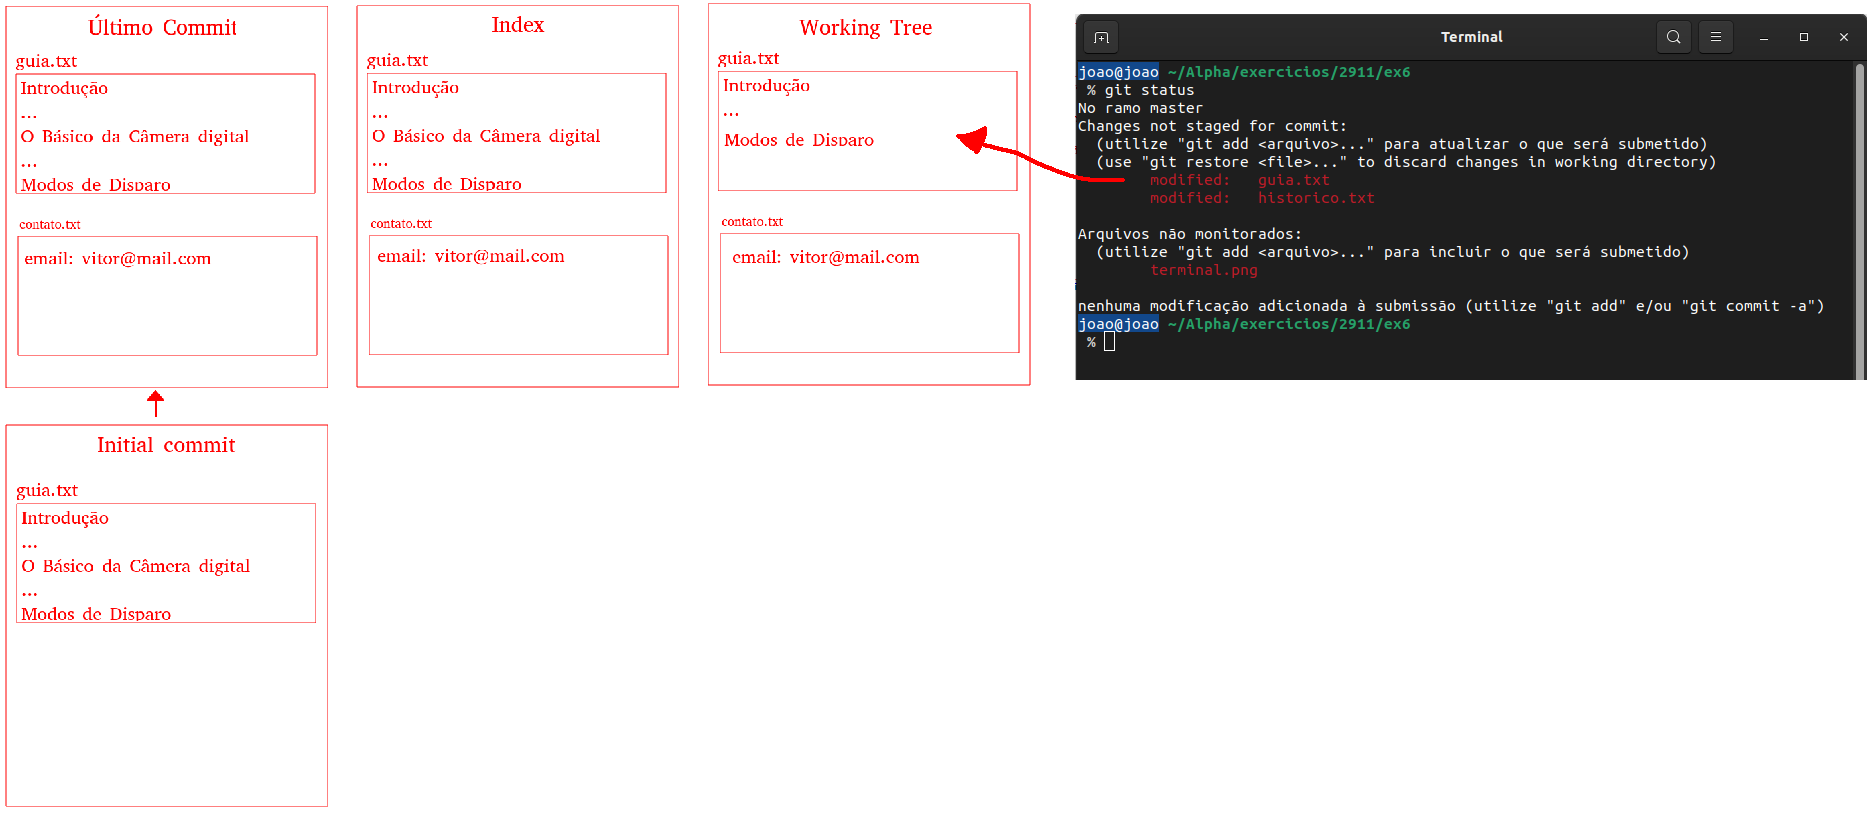 Último Commit
guia.txt
Introdução
...
O Básico da Câmera digital
...
Modos de Disparo
contato.txt
email: vitor@mail.com
Index
guia.txt
Introdução
...
O Básico da Câmera digital
...
Modos de Disparo
contato.txt
email: vitor@mail.com
Working Tree
guia.txt
Introdução
...
Modos de Disparo
contato.txt
email: vitor@mail.com
Terminal
joao@joao ~/Alpha/exercicios/2911/ex6
% git status
No ramo master
Changes not staged for commit:
(utilize "git add <arquivo>..." para atualizar o que será submetido)
(use "git restore <file>..." to discard changes in working directory)
modified: guia.txt
modified: historico.txt
Arquivos não monitorados:
(utilize "git add <arquivo>..." para incluir o que será submetido)
terminal.png
nenhuma modificação adicionada à submissão (utilize "git add" e/ou "git commit -a")
joao@joao ~/Alpha/exercicios/2911/ex6
%
Initial commit
guia.txt
Introdução
...
O Básico da Câmera digital
...
Modos de Disparo